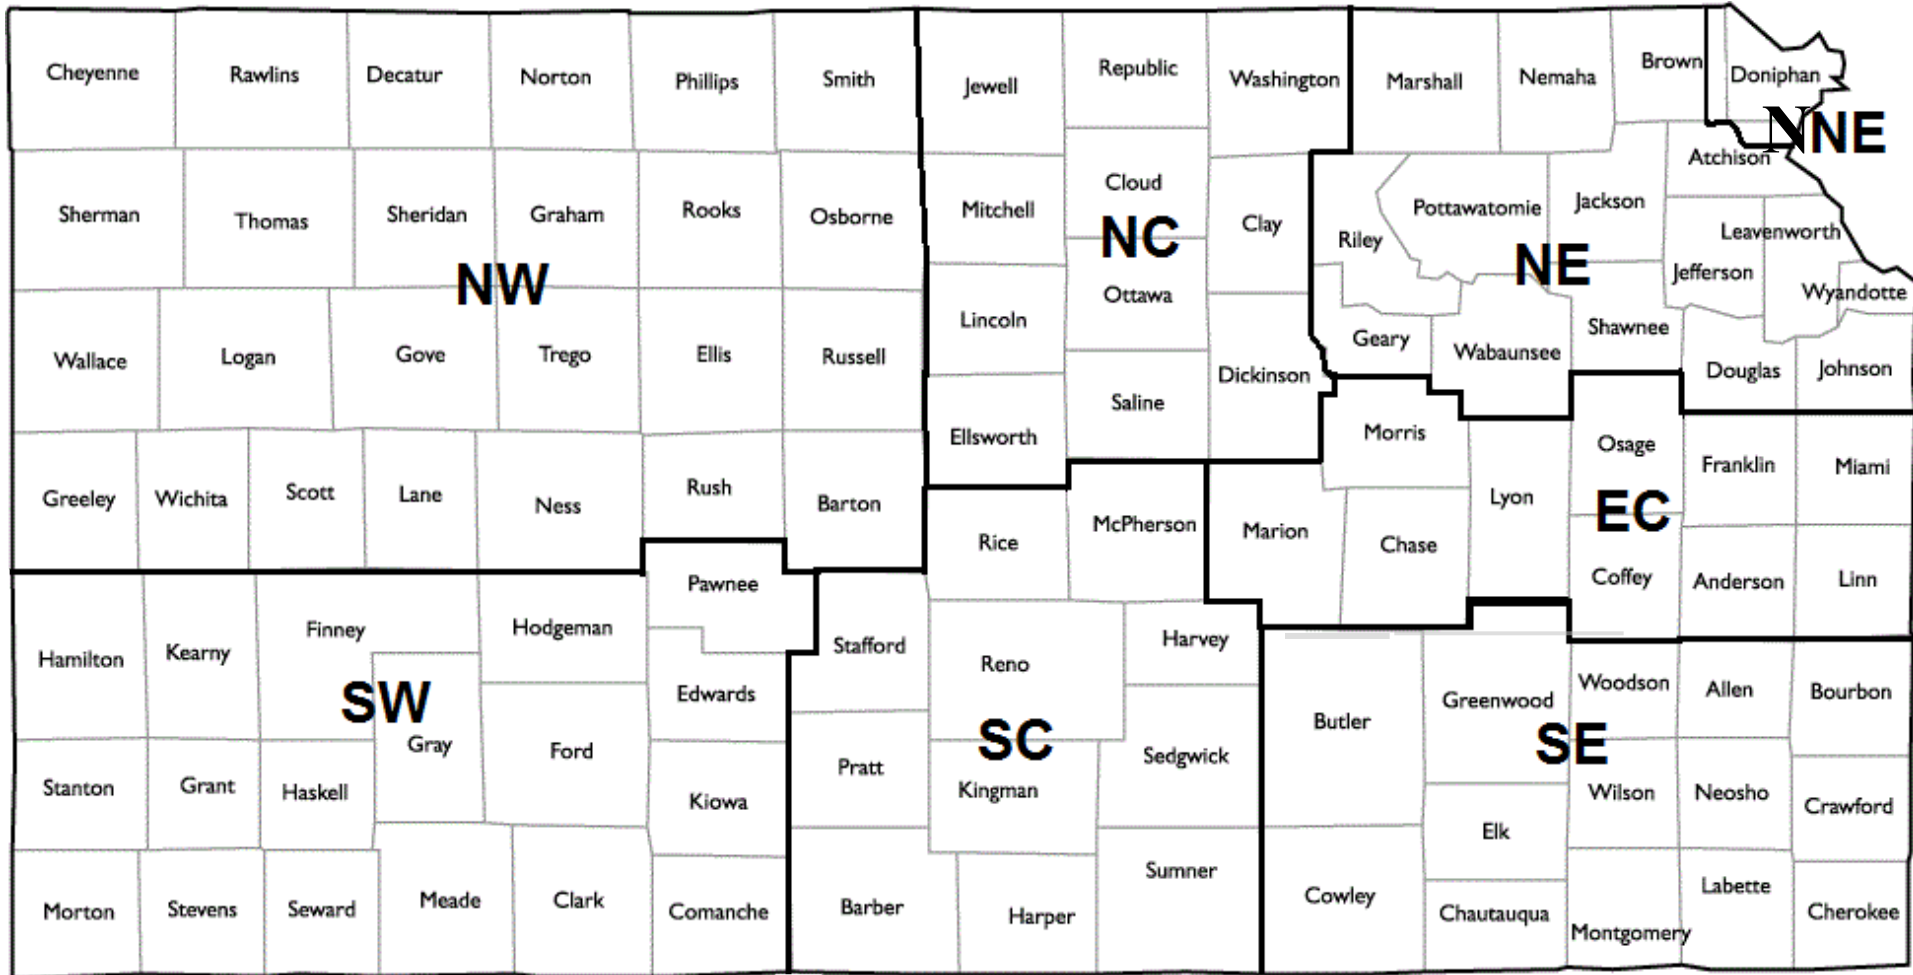 Cheyenne
Rawlins
Decatur
Norton
Phillips
Smith
Jewell
Republic
Washington
Marshall
Nemaha
Brown
Doniphan
NNE
Sherman
Thomas
Sheridan
Graham
Rooks
Osborne
Mitchell
Cloud
Clay
Riley
Pottawatomie
Jackson
Atchison
Leavenworth
NW
NC
NE
Jefferson
Wyandotte
Wallace
Logan
Gove
Trego
Ellis
Russell
Lincoln
Ottawa
Dickinson
Geary
Wabaunsee
Shawnee
Douglas
Johnson
Ellsworth
Saline
Morris
Osage
Franklin
Miami
Greeley
Wichita
Scott
Lane
Ness
Rush
Barton
Rice
McPherson
Marion
Chase
Lyon
EC
Coffey
Anderson
Linn
Hamilton
Kearny
Finney
Hodgeman
Pawnee
Stafford
Reno
Harvey
SW
Gray
Edwards
SC
Butler
Greenwood
Woodson
Allen
Bourbon
SE
Stanton
Grant
Haskell
Ford
Kiowa
Pratt
Kingman
Sedgwick
Elk
Wilson
Neosho
Crawford
Morton
Stevens
Seward
Meade
Clark
Comanche
Barber
Harper
Sumner
Cowley
Chautauqua
Montgomery
Labette
Cherokee